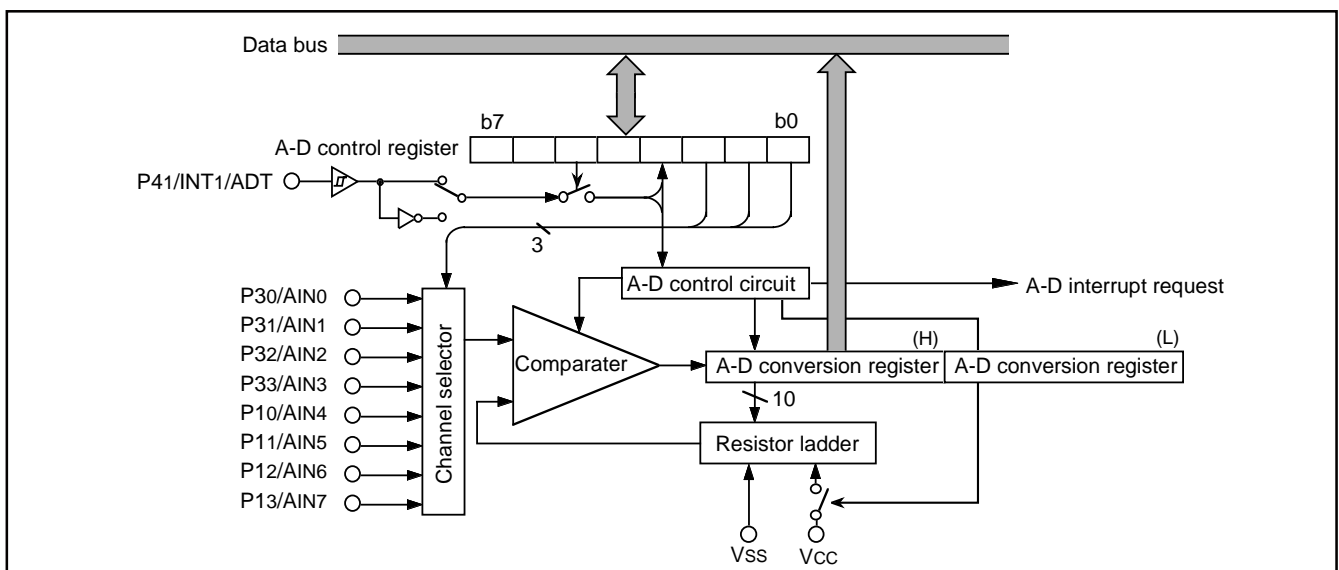 Data bus
b7
b0
A-D control register
P41/INT1/ADT
3
A-D control circuit
A-D interrupt request
P30/AIN0
P31/AIN1
P32/AIN2
P33/AIN3
P10/AIN4
P11/AIN5
P12/AIN6
P13/AIN7
Channel selector
Comparater
(H)
(L)
A-D conversion register
A-D conversion register
10
Resistor ladder
VSS
VCC